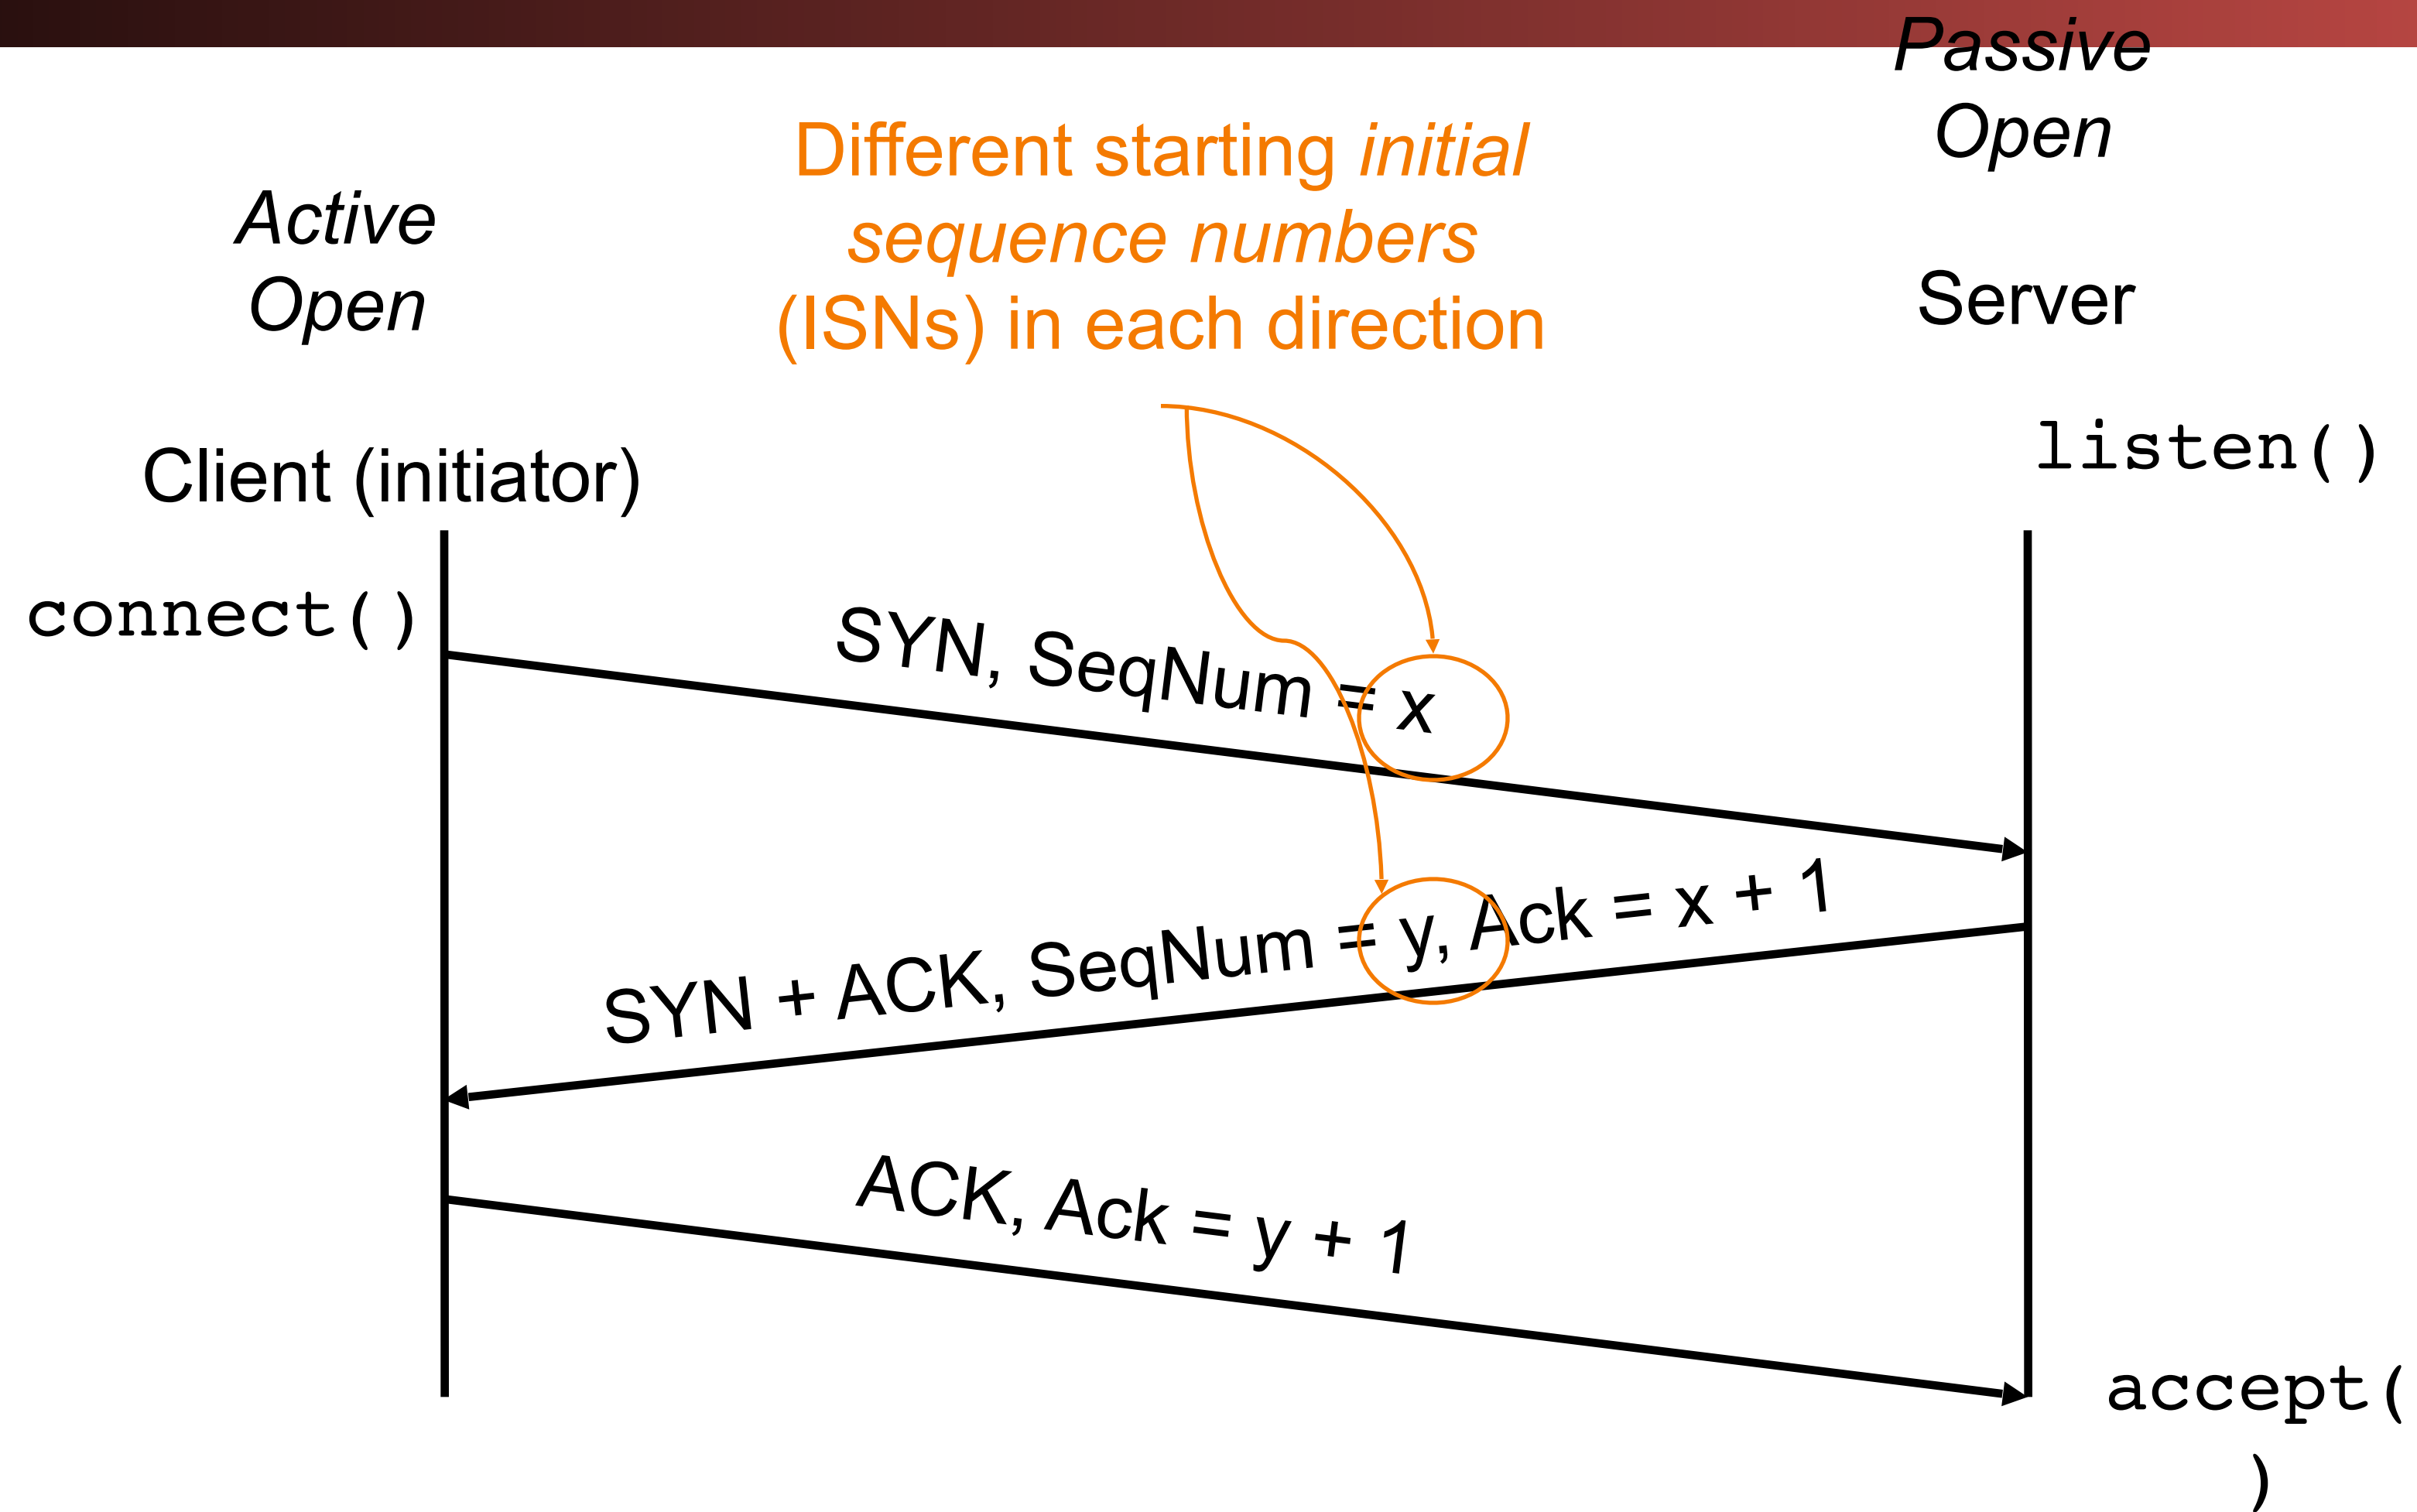 Passive
Open
Different starting initial
sequence numbers
(ISNs) in each direction
Active
Open
Server
listen()
Client (initiator)
connect()
SYN, SeqNum = x
SYN + ACK, SeqNum = y, Ack = x + 1
ACK, Ack = y + 1
accept(
)